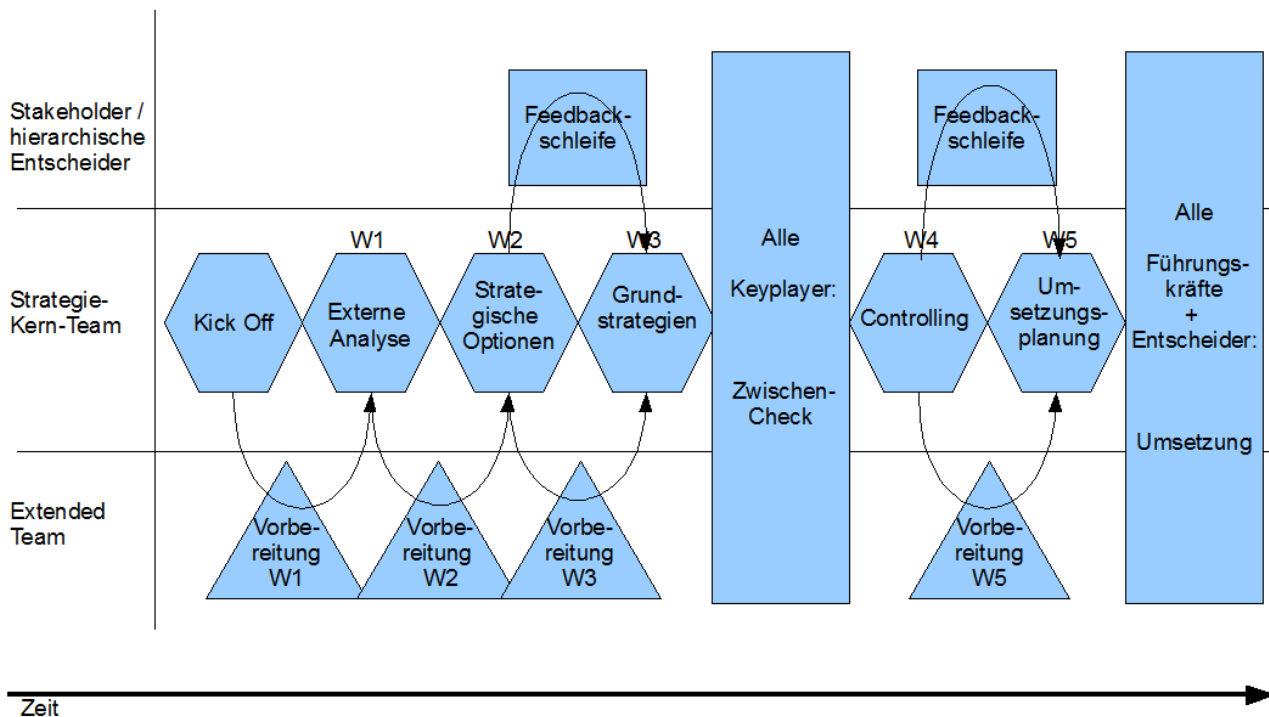 Stakeholder /
hierarchische
Entscheider
Feedback-
schleife
Feedback-
schleife
Strategie-
Kern-Team
Kick Off
W1
Externe
Analyse
W2
Strate-
gische
Optionen
W3
Grund-
strategien
Alle
Keyplayer:
Zwischen-
Check
W4
Controlling
W5
Um-
setzungs-
planung
Alle
Führungs-
kräfte
+
Entscheider:
Umsetzung
Extended
Team
Vorbe-
reitung
W1
Vorbe-
reitung
W2
Vorbe-
reitung
W3
Vorbe-
reitung
W5
Zeit